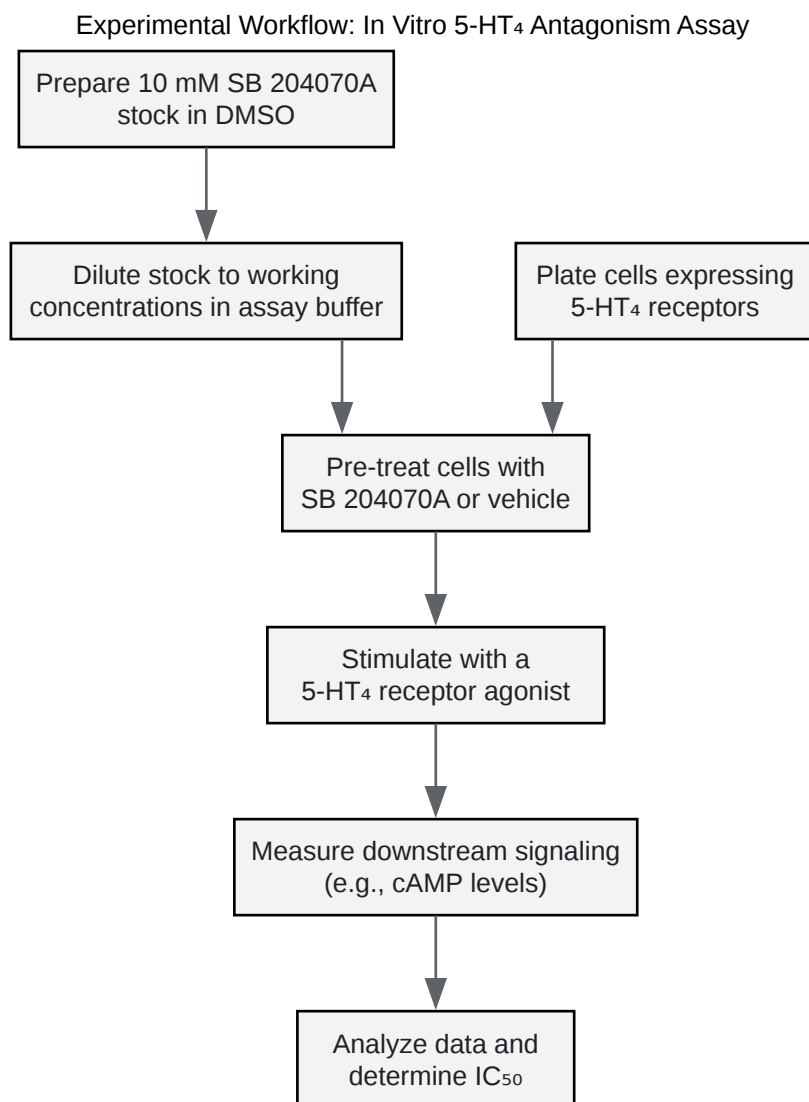 Experimental Workflow: In Vitro 5-HT₄ Antagonism Assay
Prepare 10 mM SB 204070A
stock in DMSO
Dilute stock to working
concentrations in assay buffer
Plate cells expressing
5-HT₄ receptors
Pre-treat cells with
SB 204070A or vehicle
Stimulate with a
5-HT₄ receptor agonist
Measure downstream signaling
(e.g., cAMP levels)
Analyze data and
determine IC₅₀